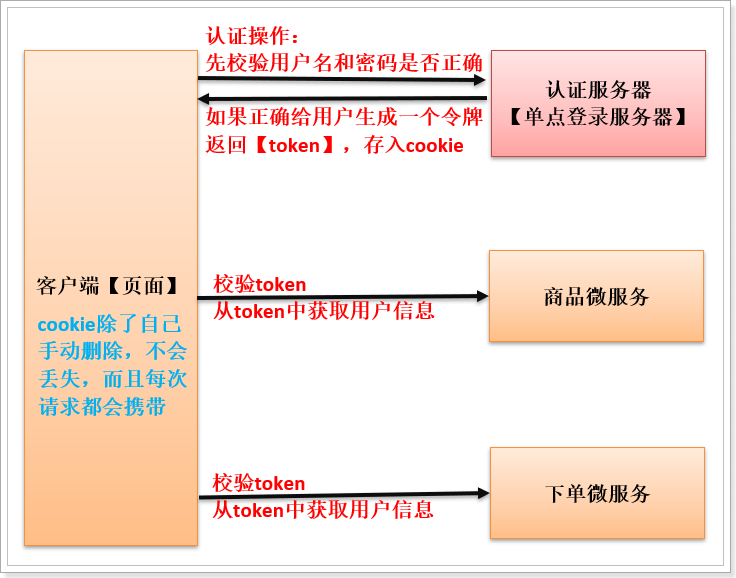 认证操作：
先校验用户名和密码是否正确
如果正确给用户生成一个令牌
返回【token】，存入cookie
认证服务器
【单点登录服务器】
客户端【页面】
cookie除了自己
手动删除，不会
丢失，而且每次
请求都会携带
校验token
从token中获取用户信息
商品微服务
校验token
从token中获取用户信息
下单微服务